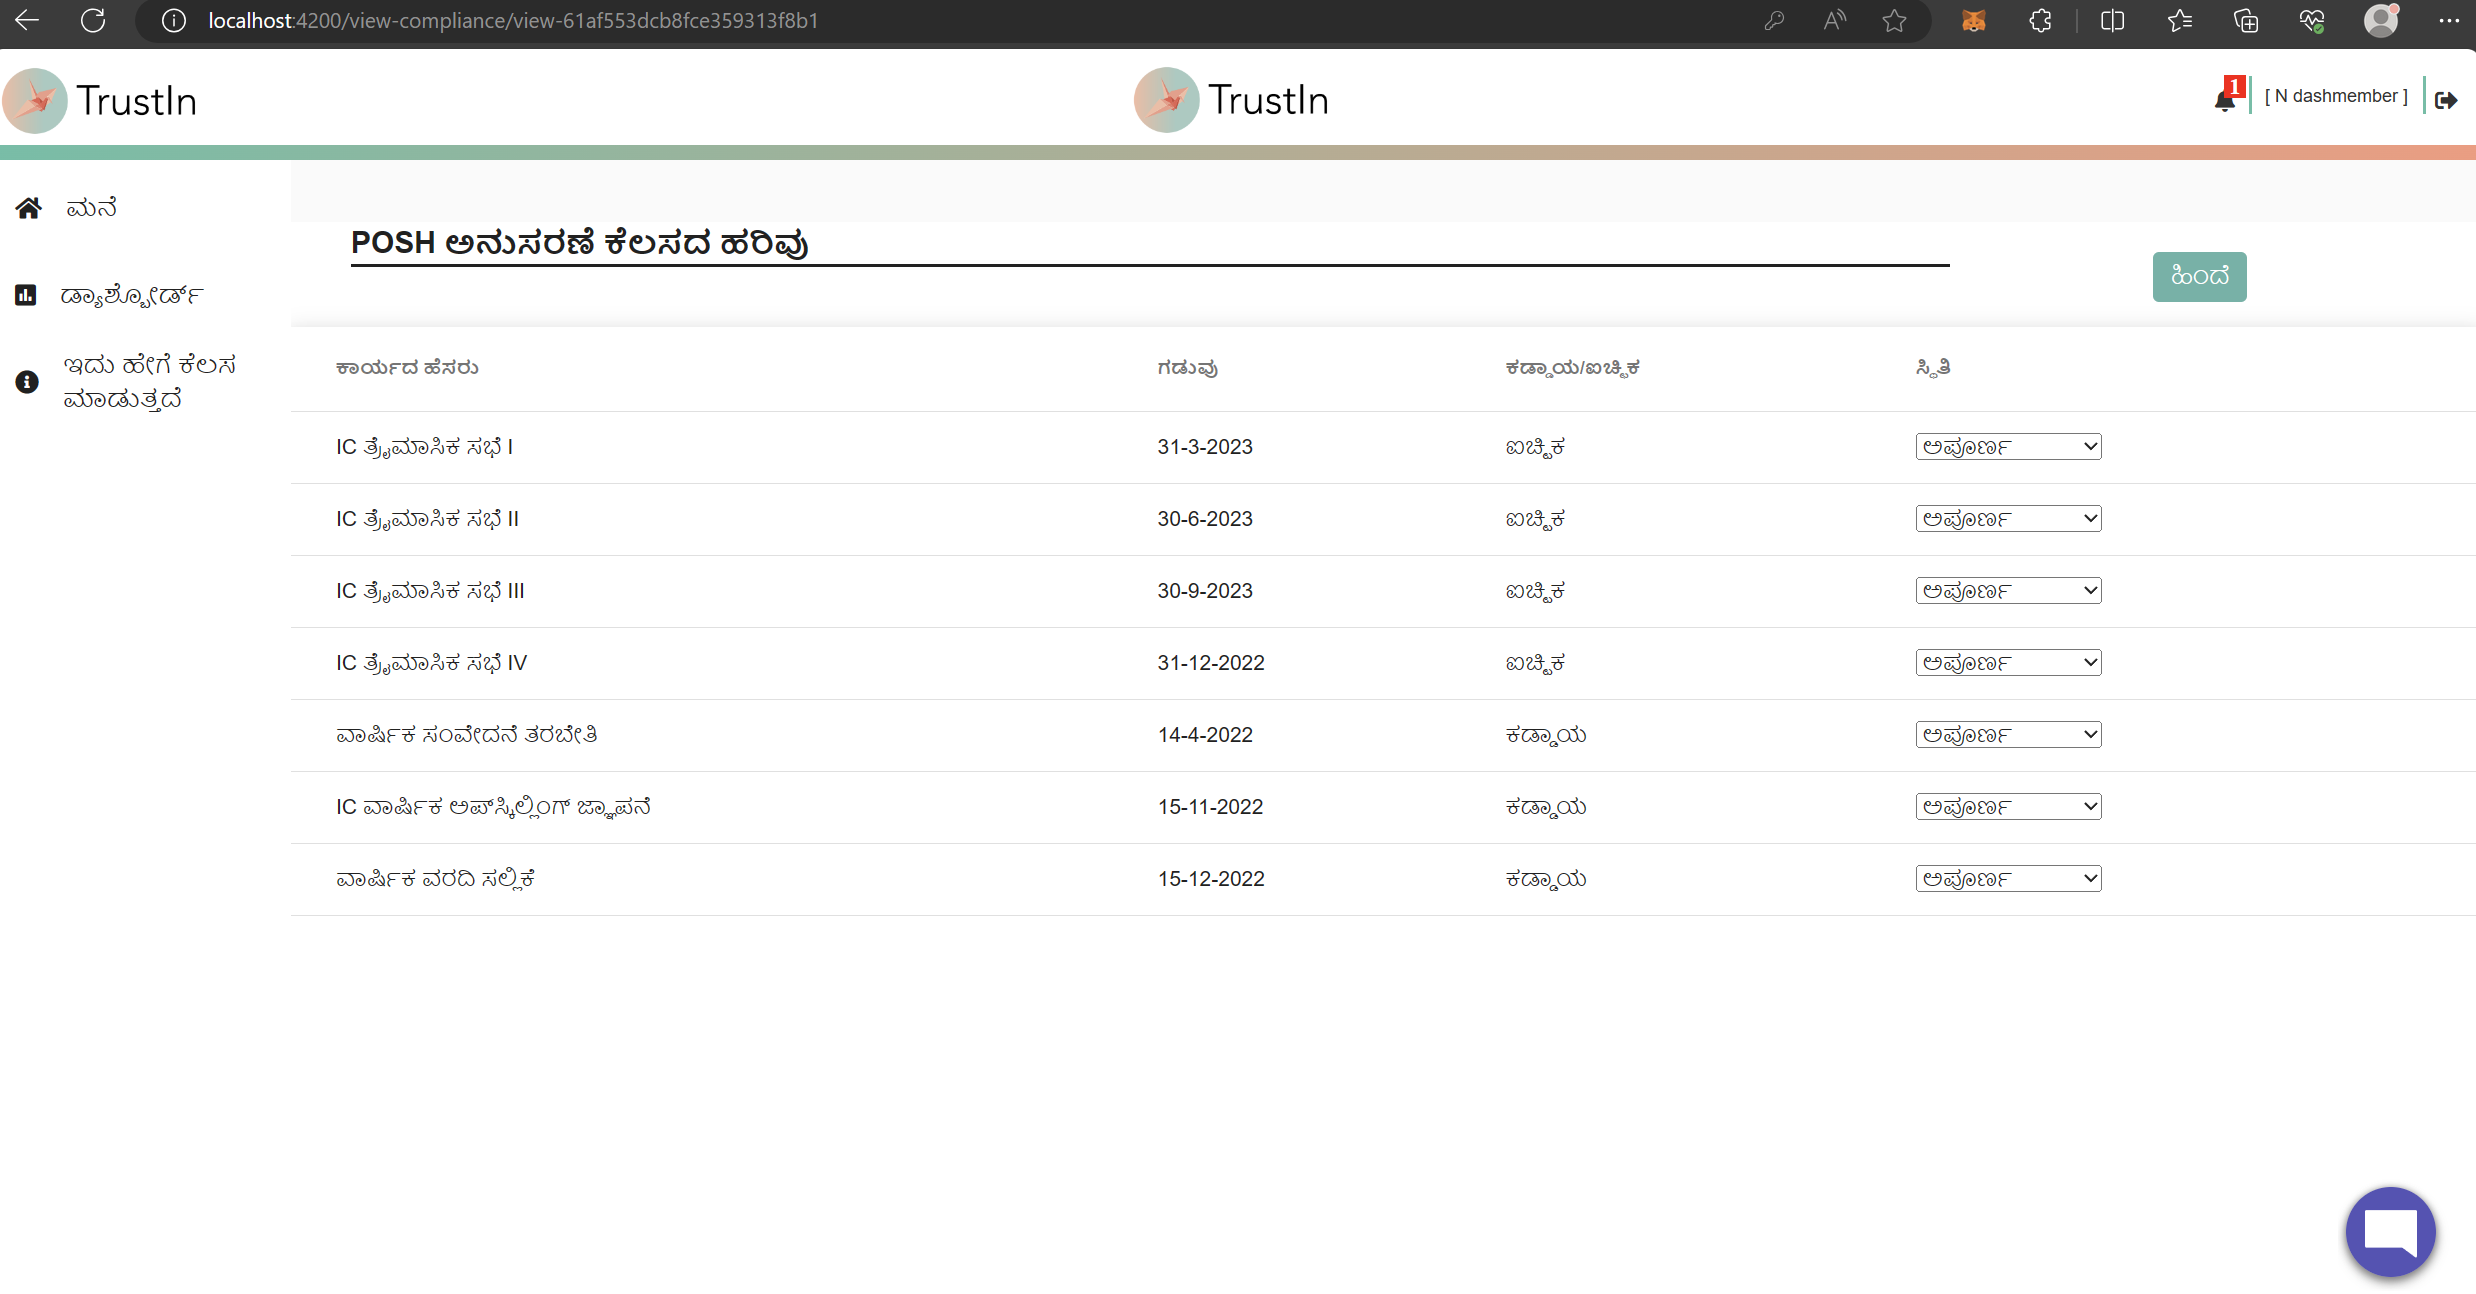 localhost:4200/view-compliance/view-61af553dcb8fce359313f8b1
TrustIn
TrustIn
1
[ N dashmember ]
ಮನೆ
ಡ್ಯಾಶ್ಬೋರ್ಡ್
ಇದು ಹೇಗೆ ಕೆಲಸ
ಮಾಡುತ್ತದೆ
POSH ಅನುಸರಣೆ ಕೆಲಸದ ಹರಿವು
ಹಿಂದೆ
ಕಾರ್ಯದ ಹೆಸರು ಗಡುವು ಕಡ್ಡಾಯ/ಐಚ್ಛಿಕ ಸ್ಥಿತಿ
IC ತ್ರೈಮಾಸಿಕ ಸಭೆ I 31-3-2023 ಐಚ್ಛಿಕ ಅಪೂರ್ಣ
IC ತ್ರೈಮಾಸಿಕ ಸಭೆ II 30-6-2023 ಐಚ್ಛಿಕ ಅಪೂರ್ಣ
IC ತ್ರೈಮಾಸಿಕ ಸಭೆ III 30-9-2023 ಐಚ್ಛಿಕ ಅಪೂರ್ಣ
IC ತ್ರೈಮಾಸಿಕ ಸಭೆ IV 31-12-2022 ಐಚ್ಛಿಕ ಅಪೂರ್ಣ
ವಾರ್ಷಿಕ ಸಂವೇದನೆ ತರಬೇತಿ 14-4-2022 ಕಡ್ಡಾಯ ಅಪೂರ್ಣ
IC ವಾರ್ಷಿಕ ಅಪ್‌ಸ್ಕಿಲ್ಲಿಂಗ್ ಜ್ಞಾಪನೆ 15-11-2022 ಕಡ್ಡಾಯ ಅಪೂರ್ಣ
ವಾರ್ಷಿಕ ವರದಿ ಸಲ್ಲಿಕೆ 15-12-2022 ಕಡ್ಡಾಯ ಅಪೂರ್ಣ